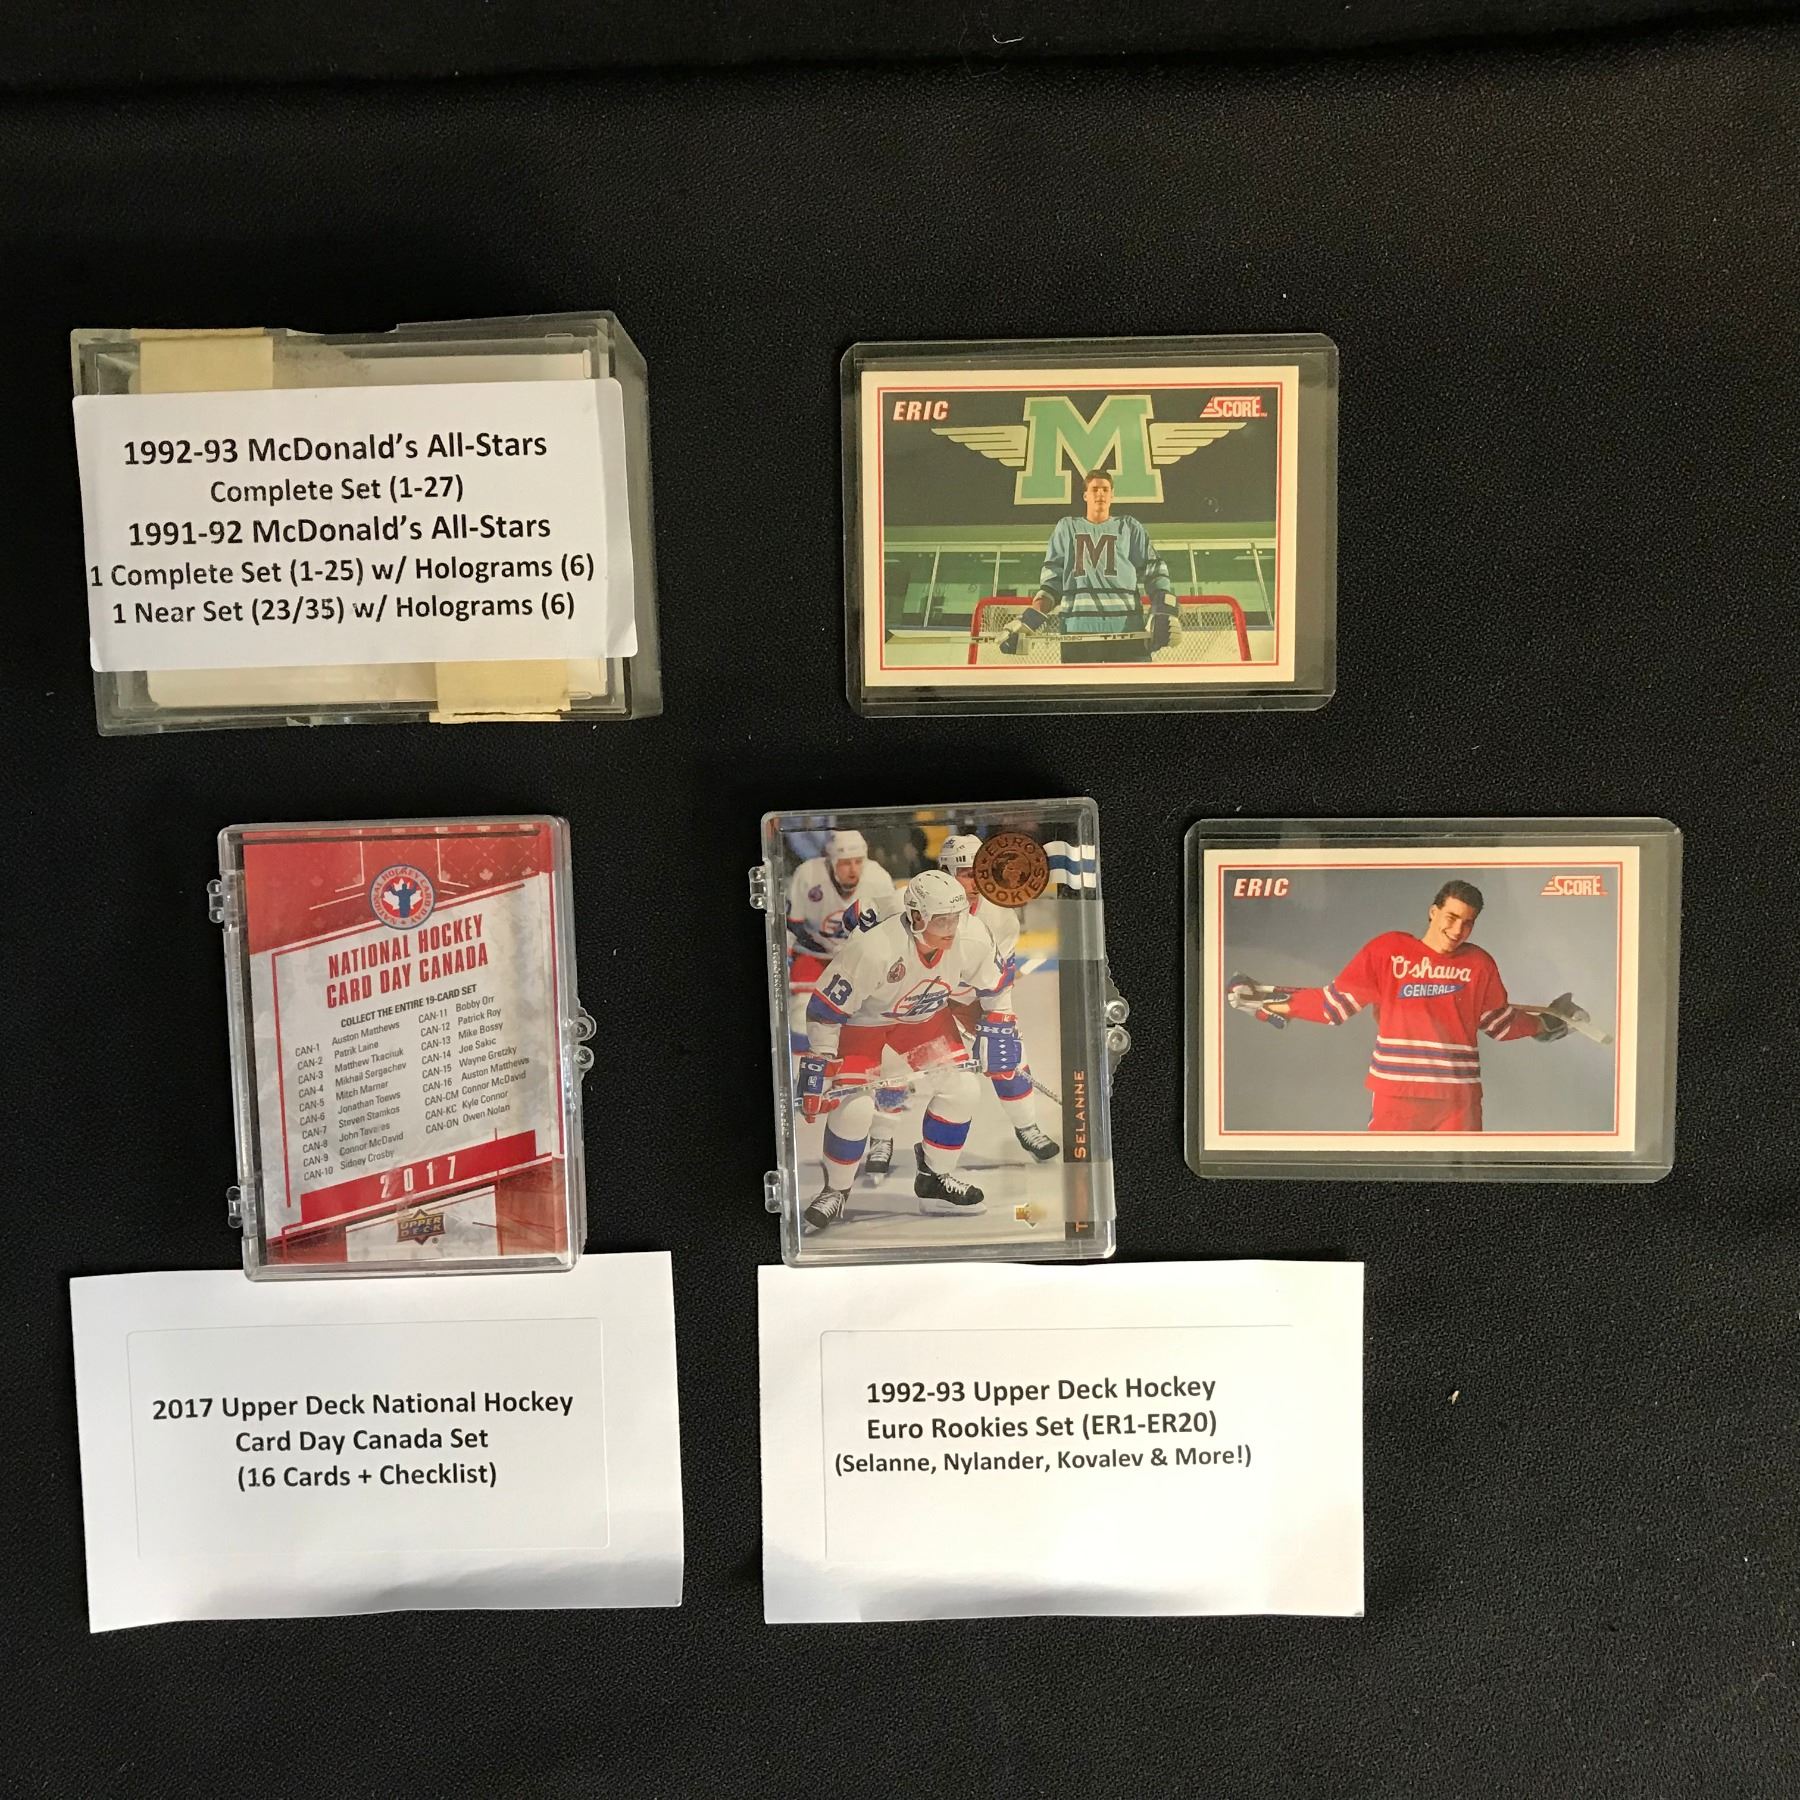 1992-93 McDonald's All-Stars
Complete Set (1-27)
1991-92 McDonald's All-Stars
1 Complete Set (1-25) w/ Holograms (6)
1 Near Set (23/35) w/ Holograms (6)
ERIC
SCORE
M
M
NATIONAL HOCKEY CARD DAY
NATIONAL HOCKEY
CARD DAY CANADA
COLLECT THE ENTIRE 19-CARD SET
CAN-1 Auston Matthews
CAN-2 Patrik Laine
CAN-3 Matthew Tkachuk
CAN-4 Mikhail Sergachev
CAN-5 Mitch Marner
CAN-6 Jonathan Toews
CAN-7 Steven Stamkos
CAN-8 John Tavares
CAN-9 Connor McDavid
CAN-10 Sidney Crosby
CAN-11 Bobby Orr
CAN-12 Patrick Roy
CAN-13 Mike Bossy
CAN-14 Joe Sakic
CAN-15 Wayne Gretzky
CAN-16 Auston Matthews
CAN-CM Connor McDavid
CAN-KC Kyle Connor
CAN-ON Owen Nolan
2017
UPPER DECK
EURO ROOKIES
13
SELANNE
ERIC
SCORE
Oshawa
GENERALS
2017 Upper Deck National Hockey
Card Day Canada Set
(16 Cards + Checklist)
1992-93 Upper Deck Hockey
Euro Rookies Set (ER1-ER20)
(Selanne, Nylander, Kovalev & More!)